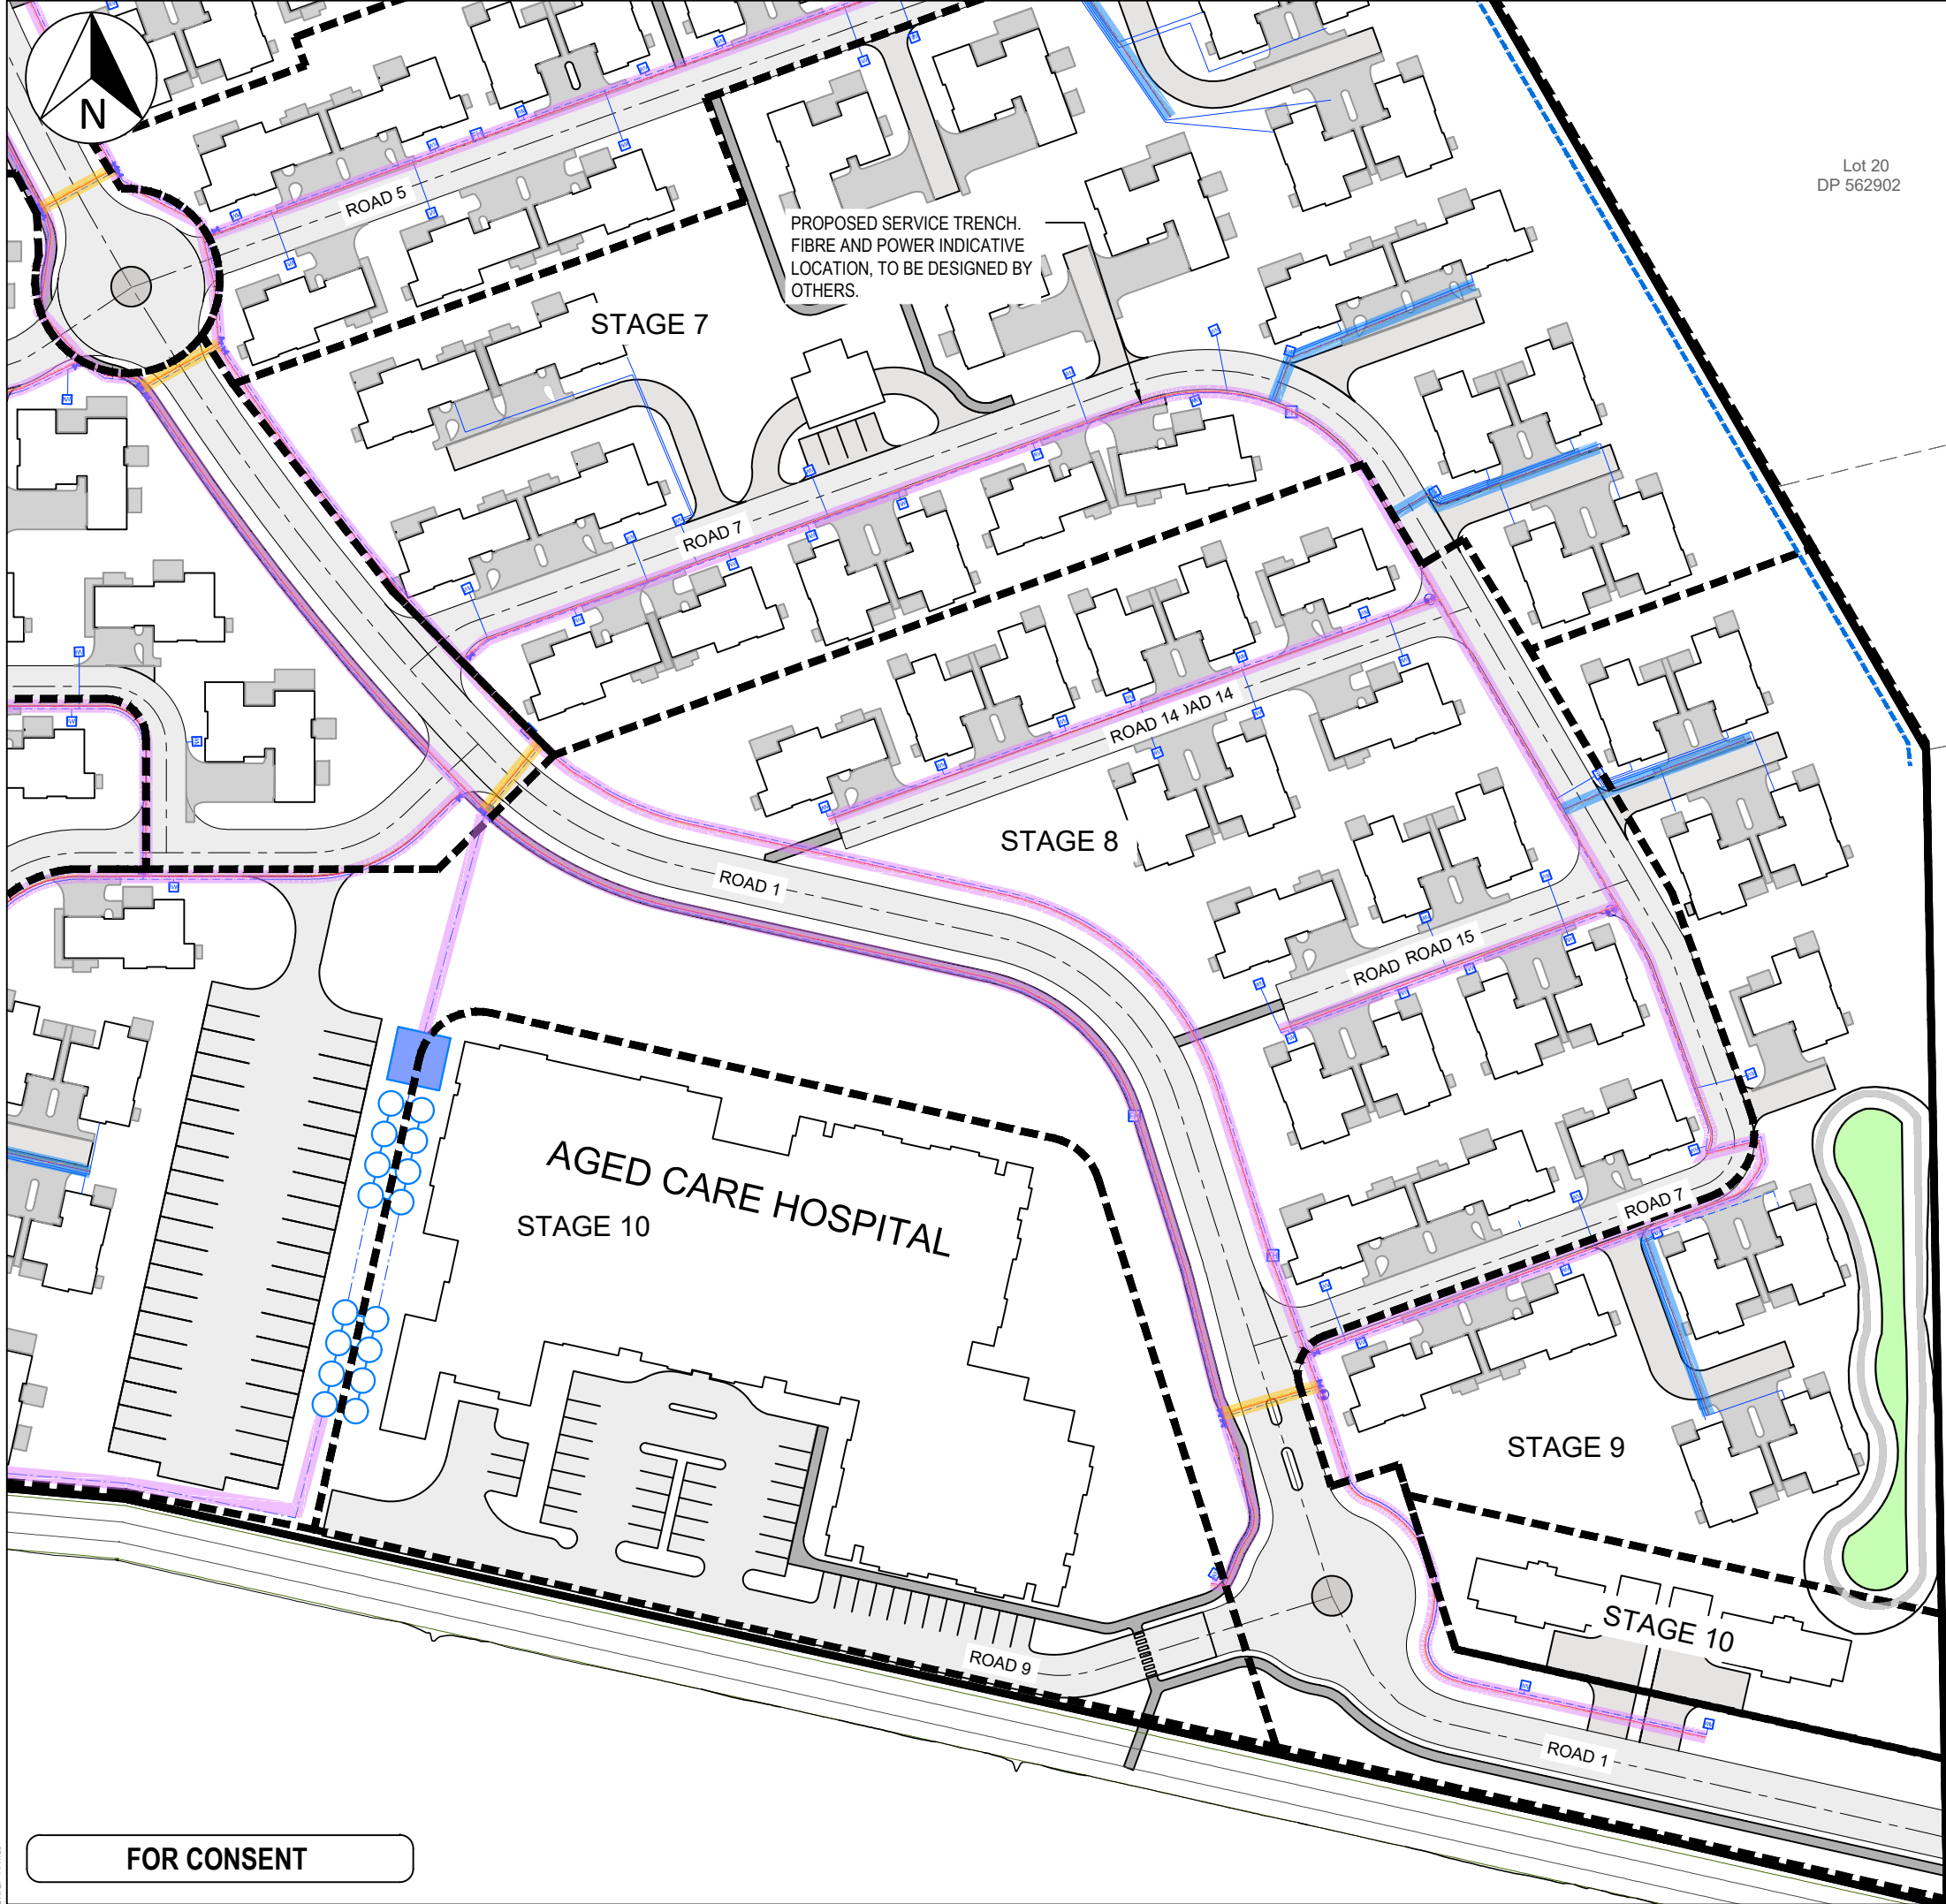 N
Lot 20
DP 562902
ROAD 5
PROPOSED SERVICE TRENCH.
FIBRE AND POWER INDICATIVE
LOCATION, TO BE DESIGNED BY
OTHERS.
STAGE 7
ROAD 7
ROAD 14
AD 14
STAGE 8
ROAD 1
ROAD
ROAD 15
AGED CARE HOSPITAL
STAGE 10
ROAD 7
STAGE 9
STAGE 10
ROAD 9
ROAD 1
FOR CONSENT